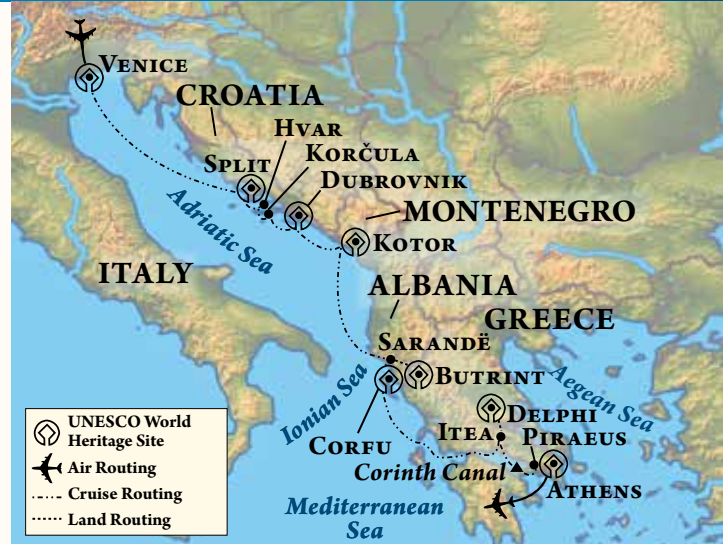 VENICE
CROATIA
HVAR
KORČULA
SPLIT
DUBROVNIK
Adriatic Sea
MONTENEGRO
KOTOR
ITALY
ALBANIA
GREECE
SARANDË
BUTRINT
Ionian Sea
Aegean Sea
DELPHI
CORFU
ITEA
PIRAEUS
Corinth Canal
ATHENS
Mediterranean
Sea
UNESCO World
Heritage Site
Air Routing
Cruise Routing
Land Routing